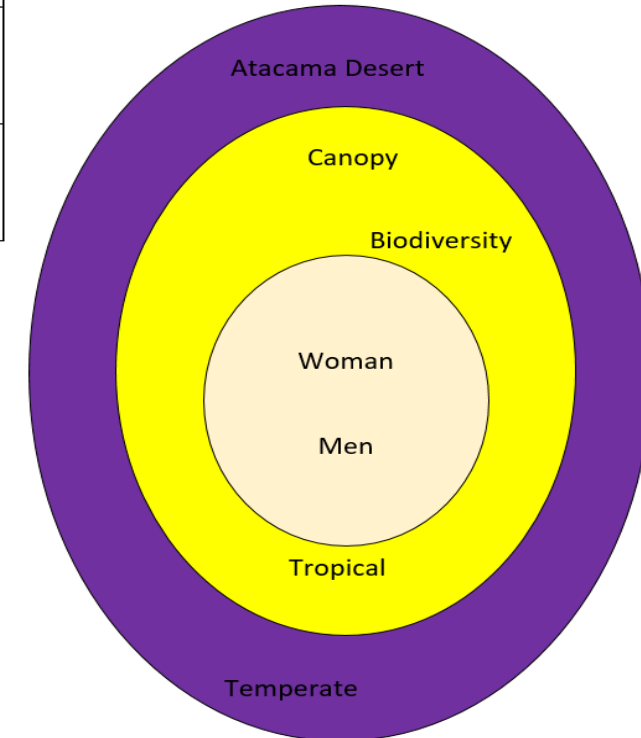 Atacama Desert
Canopy
Biodiversity
Woman
Men
Tropical
Temperate